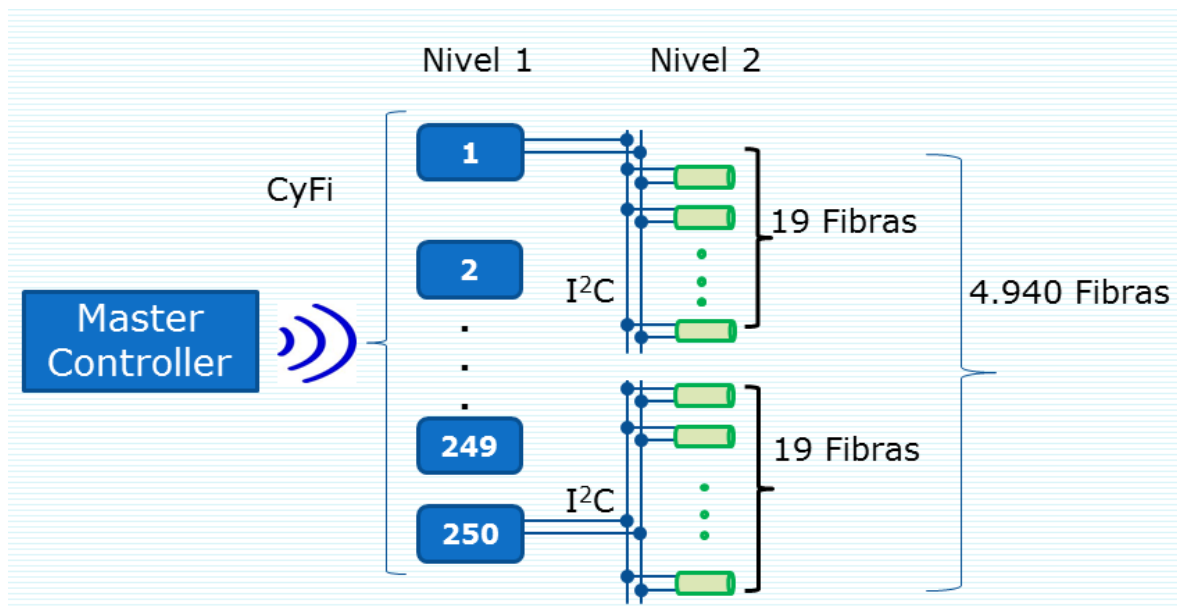 Nivel 1
Nivel 2
CyFi
Master
Controller
1
2
249
250
I²C
I²C
19 Fibras
19 Fibras
4.940 Fibras